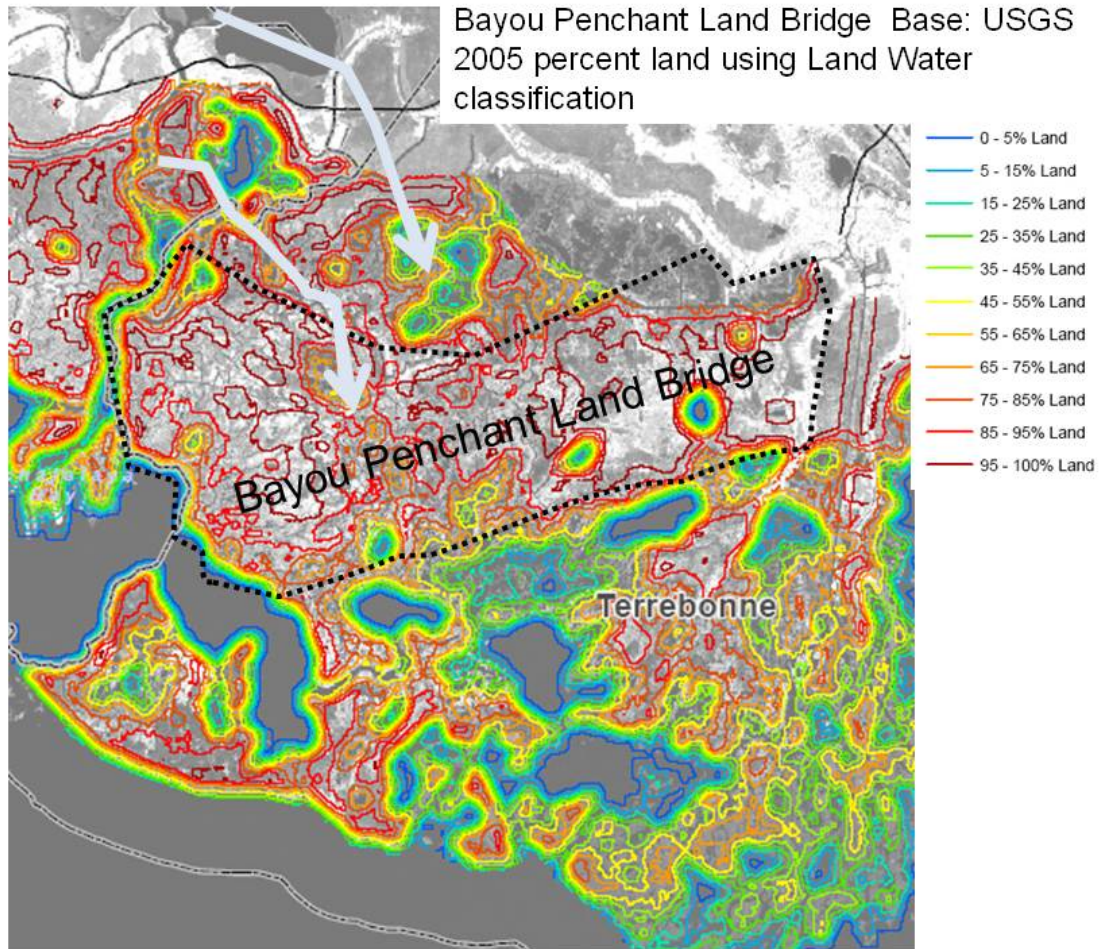 Bayou Penchant Land Bridge Base: USGS
2005 percent land using Land Water
classification
0 - 5% Land
5 - 15% Land
15 - 25% Land
25 - 35% Land
35 - 45% Land
45 - 55% Land
55 - 65% Land
65 - 75% Land
75 - 85% Land
85 - 95% Land
95 - 100% Land
Bayou Penchant Land Bridge
Terrebonne